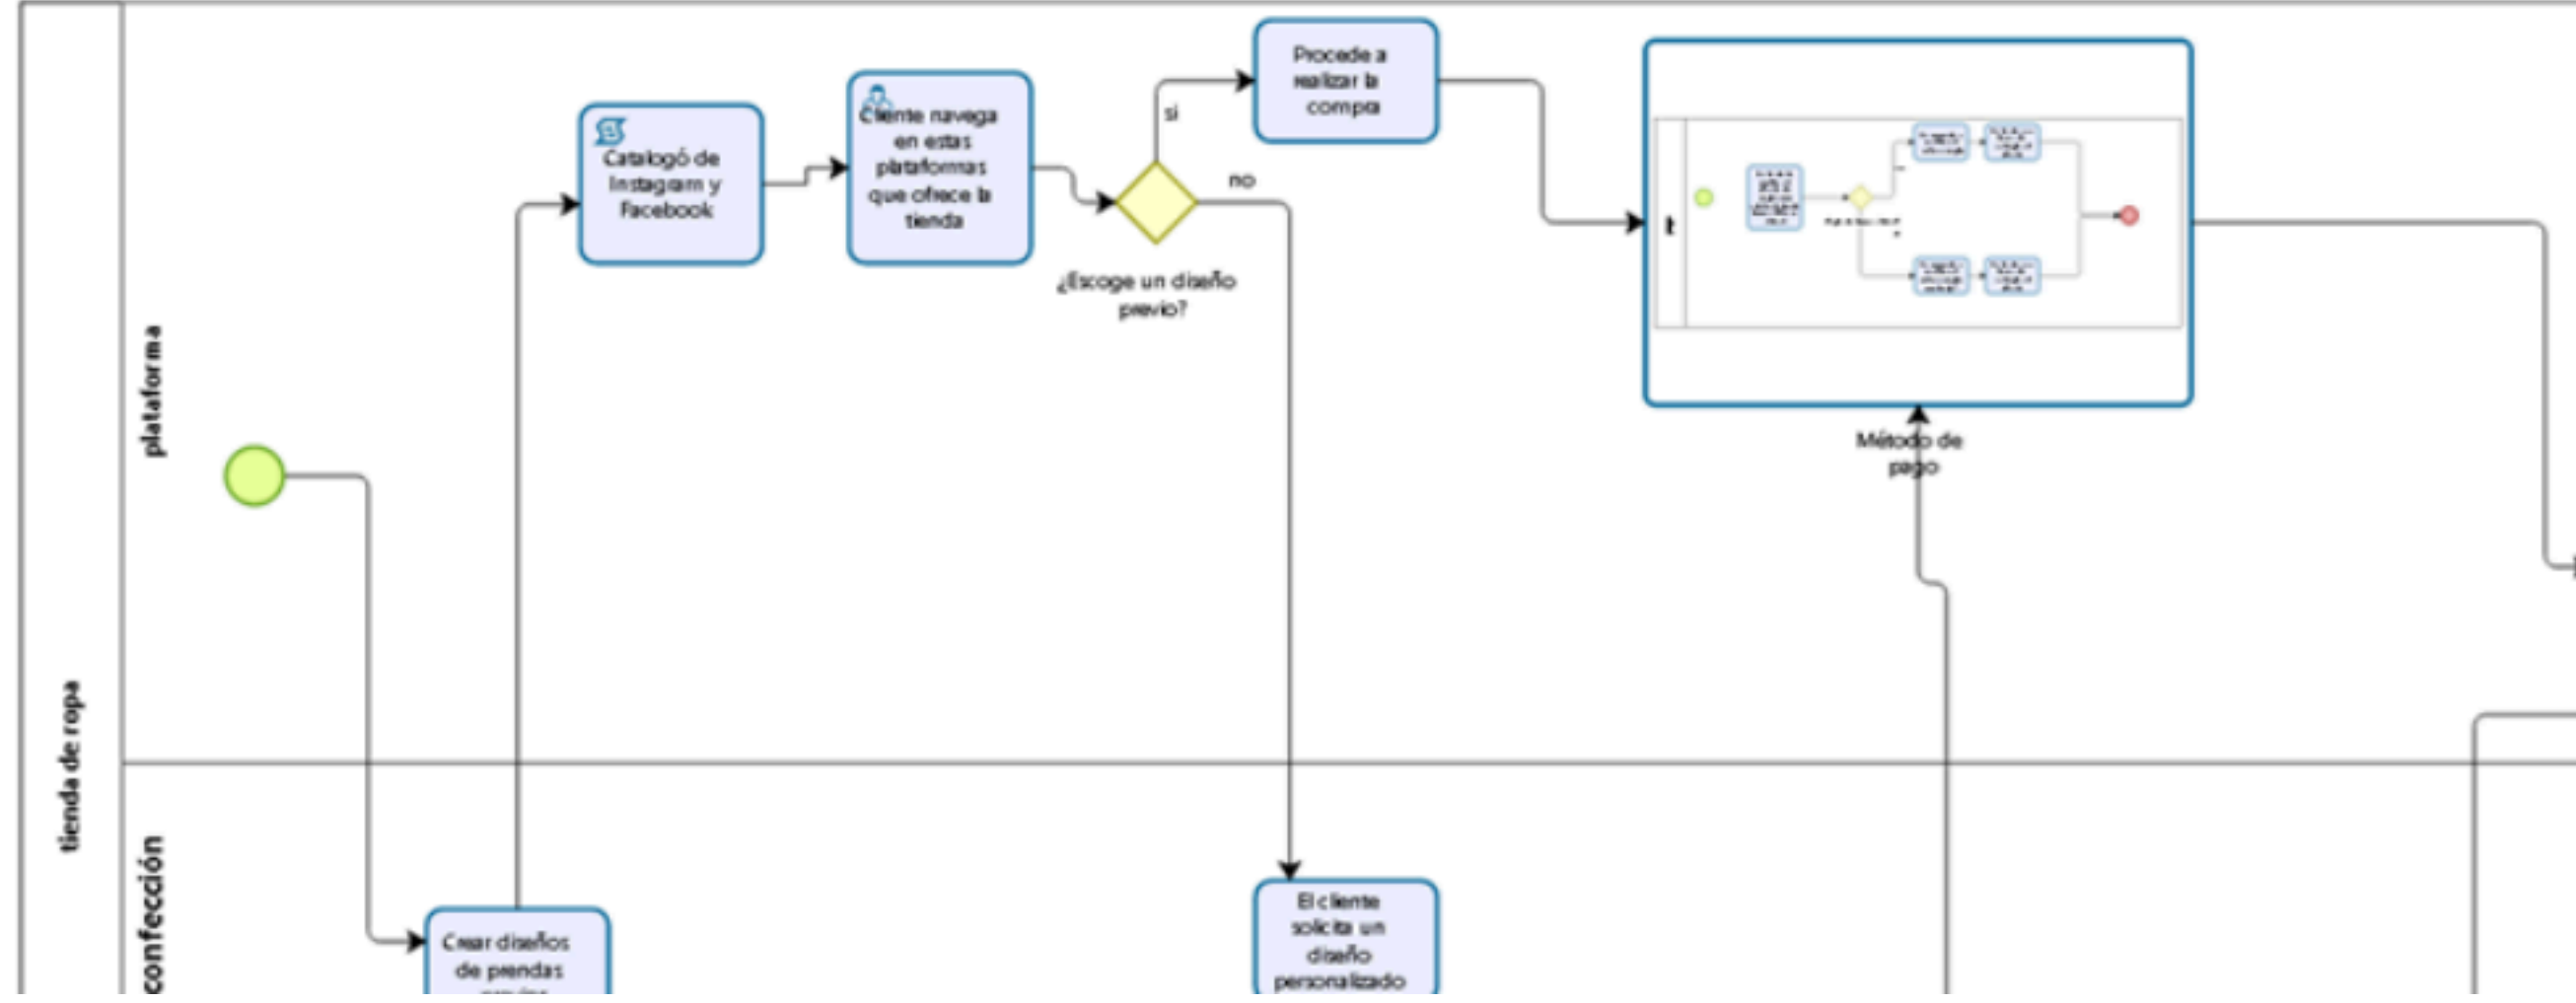 tienda de ropa
plataforma
confección
Catalogó de
Instagram y
Facebook
Cliente navega
en estas
plataformas
que ofrece la
tienda
si
no
¿Escoge un diseño
previo?
Procede a
realizar la
compra
Método de
pago
Crear diseños
de prendas
El cliente
solicita un
diseño
personalizado